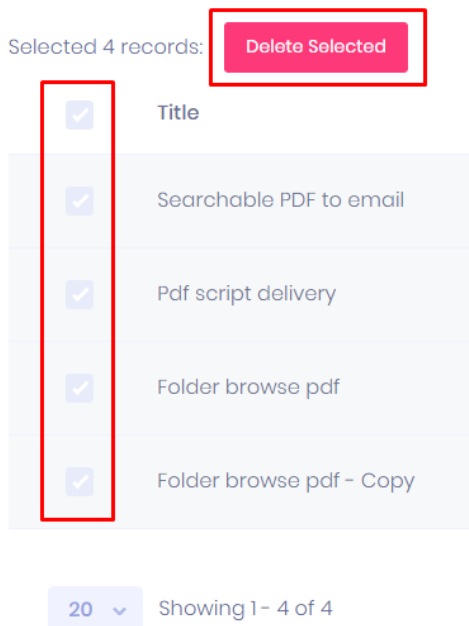 Selected 4 records: Delete Selected
Title
Searchable PDF to email
Pdf script delivery
Folder browse pdf
Folder browse pdf - Copy
20 Showing 1 - 4 of 4